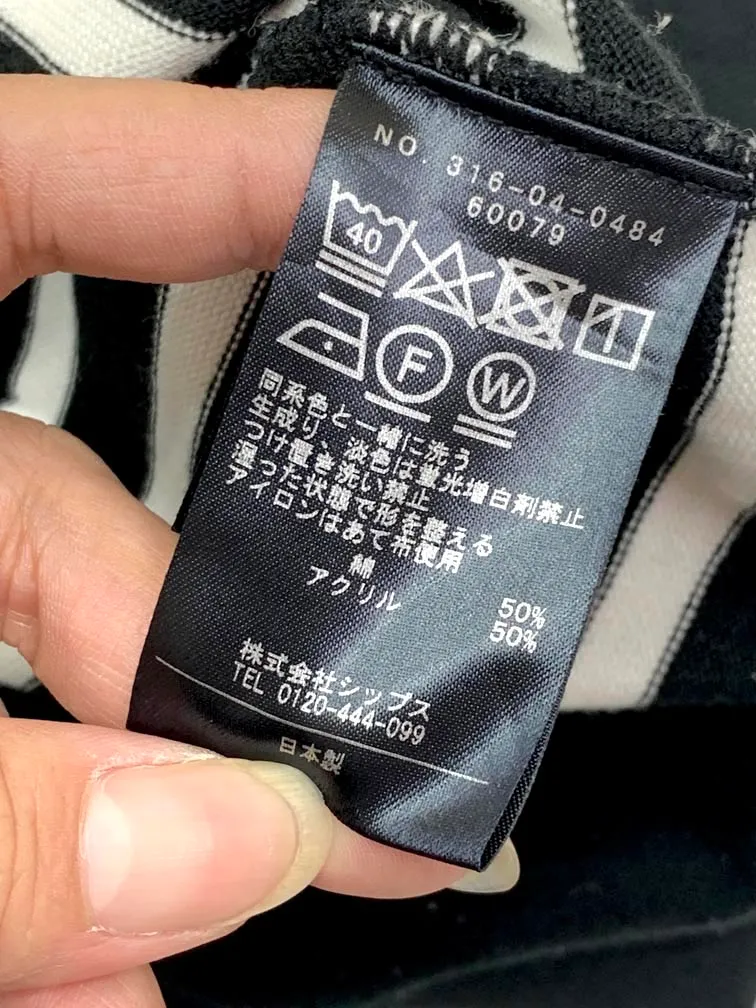 NO. 316-04-0484
60079
40
F W
同系色と一緒に洗う
生成り、淡色は蛍光増白剤禁止
つけ置き洗い禁止
湿った状態で形を整える
アイロンはあて布使用
綿 50%
アクリル 50%
株式会社シップス
TEL 0120-444-099
日本製